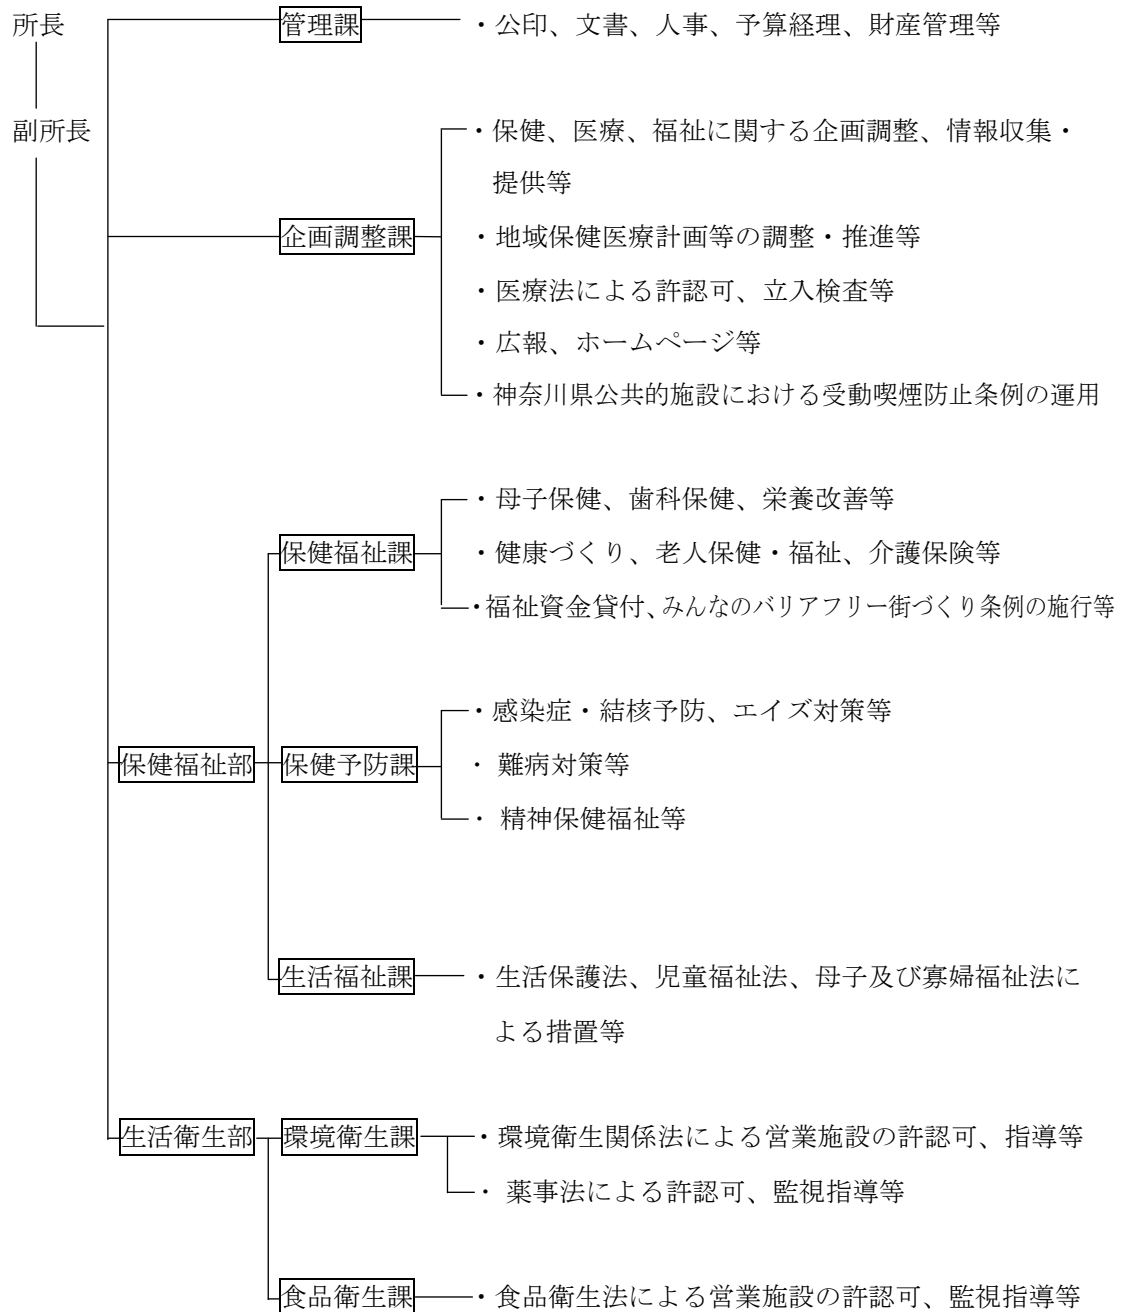 所長
管理課
・公印、文書、人事、予算経理、財産管理等
副所長
・保健、医療、福祉に関する企画調整、情報収集・
提供等
企画調整課
・地域保健医療計画等の調整・推進等
・医療法による許認可、立入検査等
・広報、ホームページ等
・神奈川県公共的施設における受動喫煙防止条例の運用
・母子保健、歯科保健、栄養改善等
保健福祉課
・健康づくり、老人保健・福祉、介護保険等
・福祉資金貸付、みんなのバリアフリー街づくり条例の施行等
・感染症・結核予防、エイズ対策等
保健福祉部
保健予防課
・ 難病対策等
・ 精神保健福祉等
生活福祉課
・生活保護法、児童福祉法、母子及び寡婦福祉法に
よる措置等
生活衛生部
環境衛生課
・環境衛生関係法による営業施設の許認可、指導等
・ 薬事法による許認可、監視指導等
食品衛生課
・食品衛生法による営業施設の許認可、監視指導等